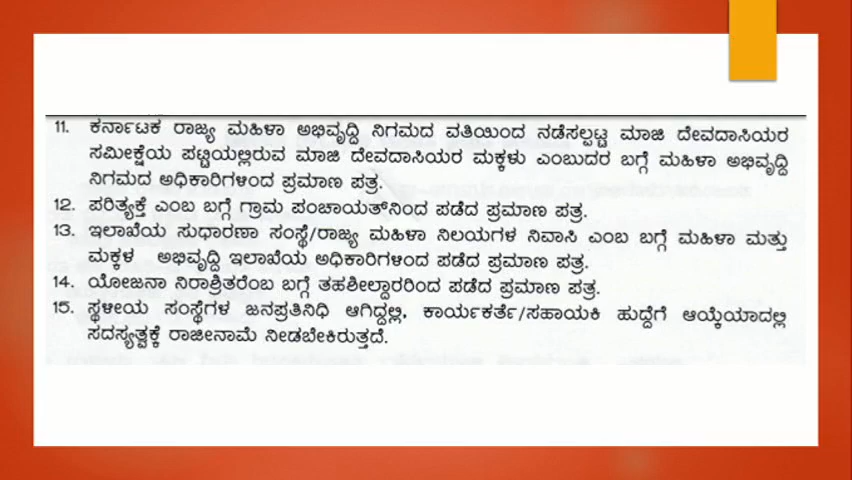 11. ಕರ್ನಾಟಕ ರಾಜ್ಯ ಮಹಿಳಾ ಅಭಿವೃದ್ಧಿ ನಿಗಮದ ವತಿಯಿಂದ ನಡೆಸಲ್ಪಟ್ಟ ಮಾಜಿ ದೇವದಾಸಿಯರ
ಸಮೀಕ್ಷೆಯ ಪಟ್ಟಿಯಲ್ಲಿರುವ ಮಾಜಿ ದೇವದಾಸಿಯರ ಮಕ್ಕಳು ಎಂಬುದರ ಬಗ್ಗೆ ಮಹಿಳಾ ಅಭಿವೃದ್ಧಿ
ನಿಗಮದ ಅಧಿಕಾರಿಗಳಿಂದ ಪ್ರಮಾಣ ಪತ್ರ.
12. ಪರಿತ್ಯಕ್ತೆ ಎಂಬ ಬಗ್ಗೆ ಗ್ರಾಮ ಪಂಚಾಯತ್‌ನಿಂದ ಪಡೆದ ಪ್ರಮಾಣ ಪತ್ರ.
13. ಇಲಾಖೆಯ ಸುಧಾರಣಾ ಸಂಸ್ಥೆ/ರಾಜ್ಯ ಮಹಿಳಾ ನಿಲಯಗಳ ನಿವಾಸಿ ಎಂಬ ಬಗ್ಗೆ ಮಹಿಳಾ ಮತ್ತು
ಮಕ್ಕಳ ಅಭಿವೃದ್ಧಿ ಇಲಾಖೆಯ ಅಧಿಕಾರಿಗಳಿಂದ ಪಡೆದ ಪ್ರಮಾಣ ಪತ್ರ.
14. ಯೋಜನಾ ನಿರಾಶ್ರಿತರೆಂಬ ಬಗ್ಗೆ ತಹಶೀಲ್ದಾರರಿಂದ ಪಡೆದ ಪ್ರಮಾಣ ಪತ್ರ.
15. ಸ್ಥಳೀಯ ಸಂಸ್ಥೆಗಳ ಜನಪ್ರತಿನಿಧಿ ಆಗಿದ್ದಲ್ಲಿ, ಕಾರ್ಯಕರ್ತೆ/ಸಹಾಯಕಿ ಹುದ್ದೆಗೆ ಆಯ್ಕೆಯಾದಲ್ಲಿ
ಸದಸ್ಯತ್ವಕ್ಕೆ ರಾಜೀನಾಮೆ ನೀಡಬೇಕಿರುತ್ತದೆ.